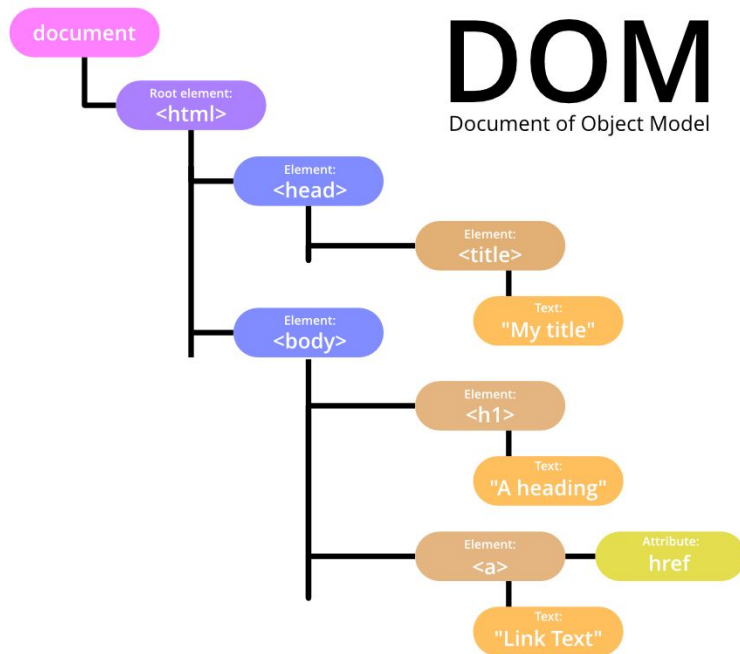 document
DOM
Document of Object Model
Root element:
<html>
Element:
<head>
Element:
<title>
Text:
"My title"
Element:
<body>
Element:
<h1>
Text:
"A heading"
Element:
<a>
Attribute:
href
Text:
"Link Text"